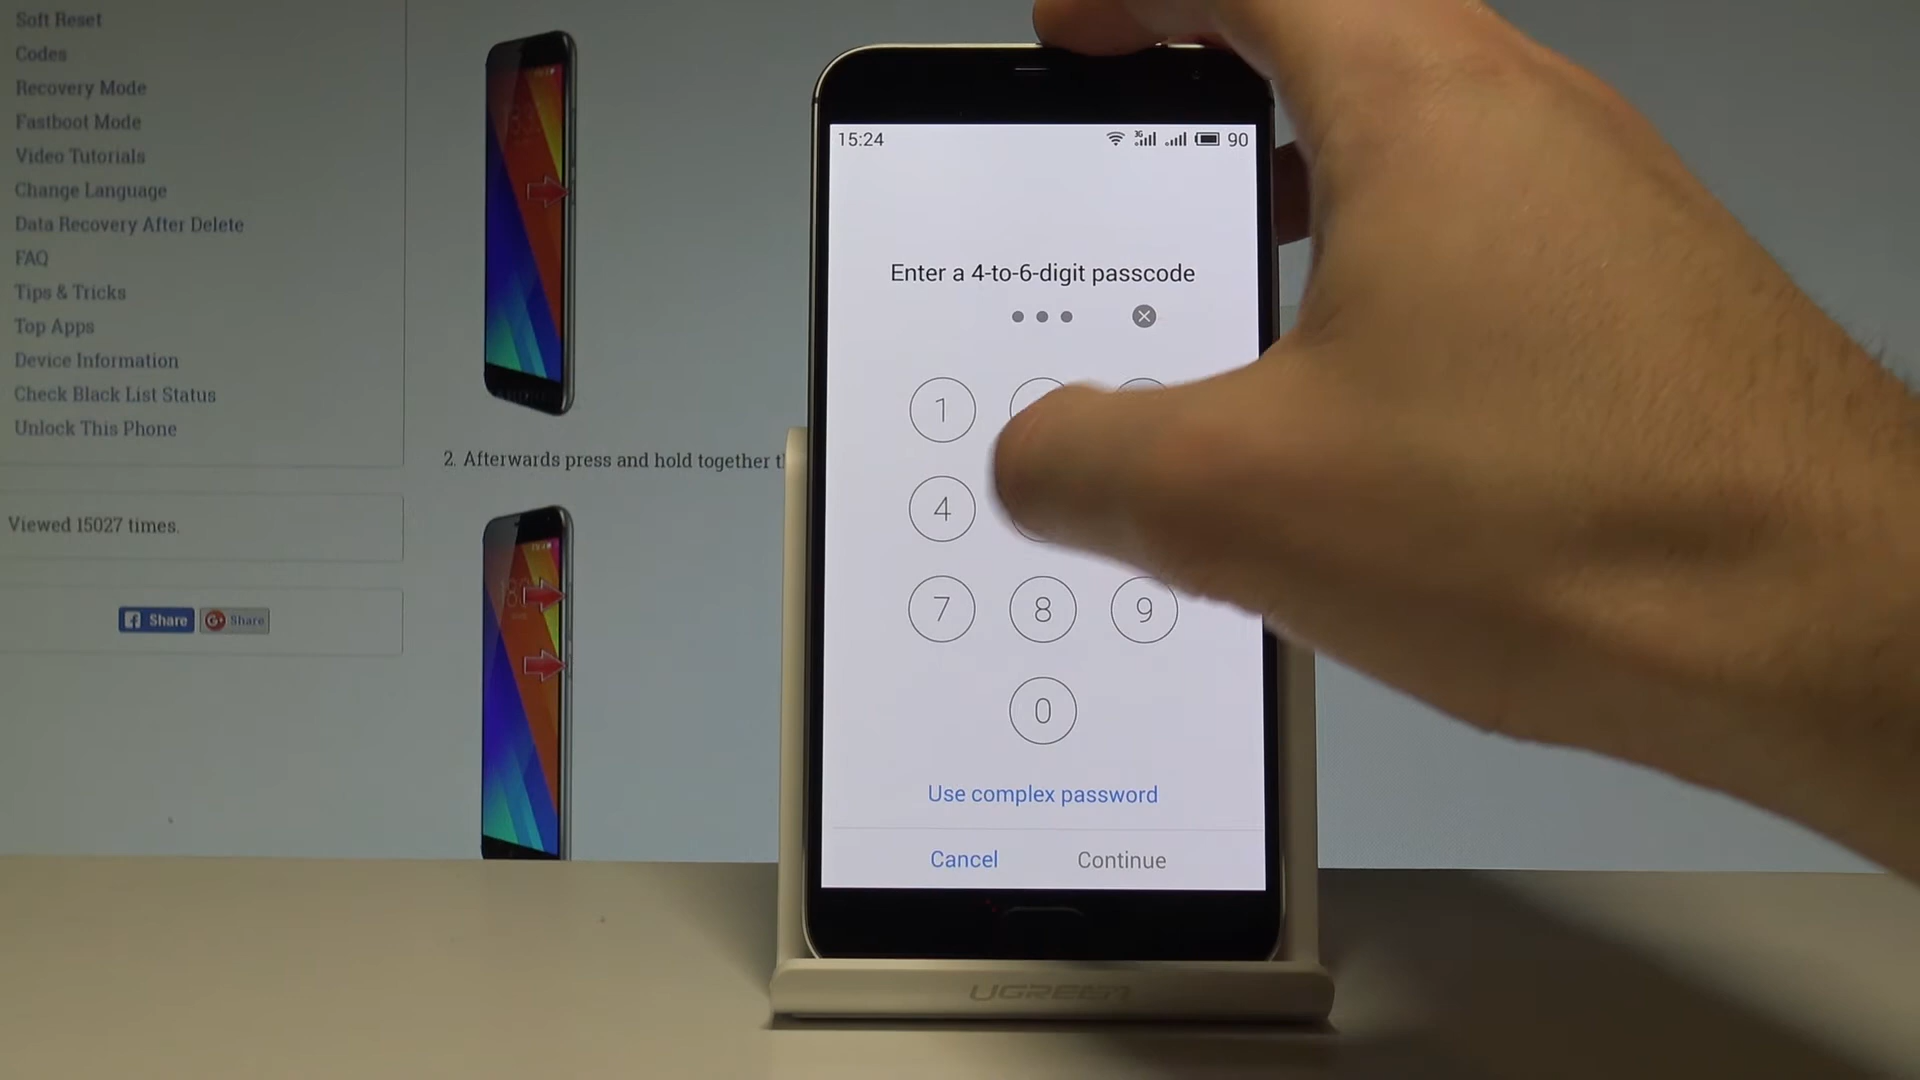 Soft Reset
Codes
Recovery Mode
Fastboot Mode
Video Tutorials
Change Language
Data Recovery After Delete
FAQ
Tips & Tricks
Top Apps
Device Information
Check Black List Status
Unlock This Phone
Viewed 15027 times.
Share
Share
2. Afterwards press and hold together
15:24
3G
90
Enter a 4-to-6-digit passcode
1
4
7 8 9
0
Use complex password
Cancel Continue
UGREEN